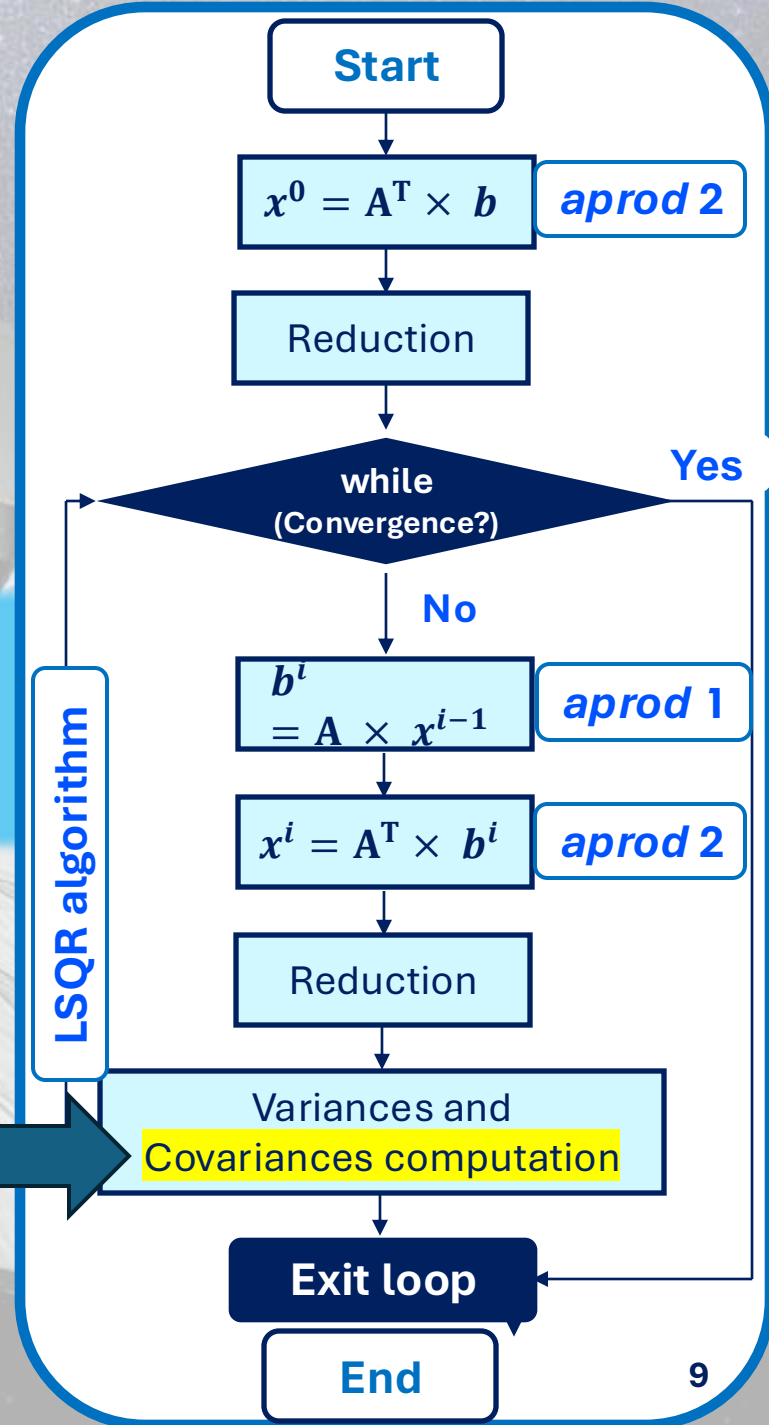 Start
x⁰ = Aᵀ × b
aprod 2
Reduction
while
(Convergence?)
Yes
No
bⁱ
= A × xⁱ⁻¹
aprod 1
xⁱ = Aᵀ × bⁱ
aprod 2
Reduction
LSQR algorithm
Variances and
Covariances computation
Exit loop
End
9